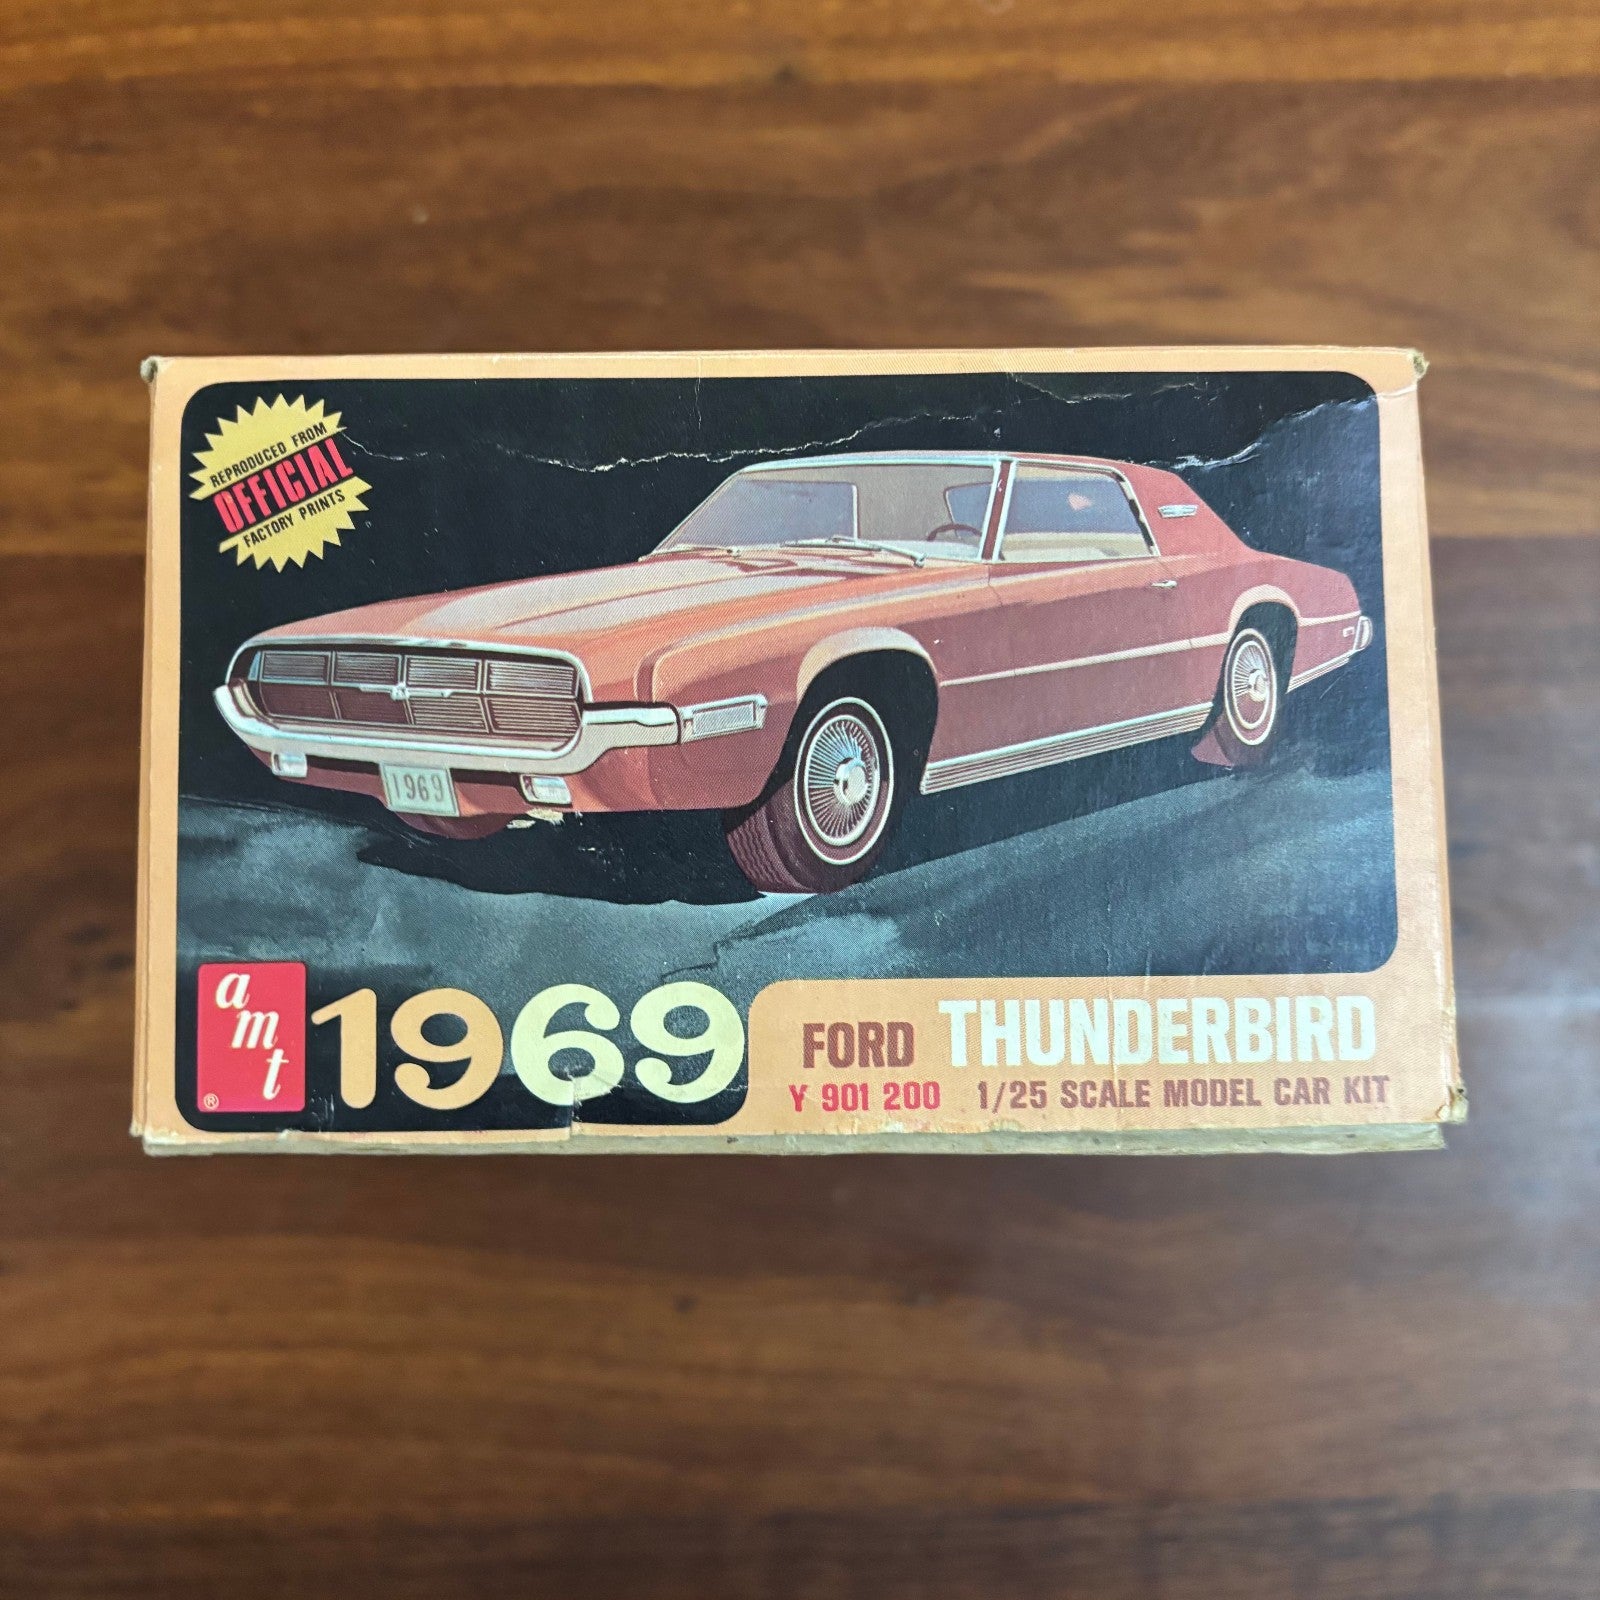 REPRODUCED FROM
OFFICIAL
FACTORY PRINTS
1969
amt
®
1969
FORD THUNDERBIRD
Y 901 200 1/25 SCALE MODEL CAR KIT